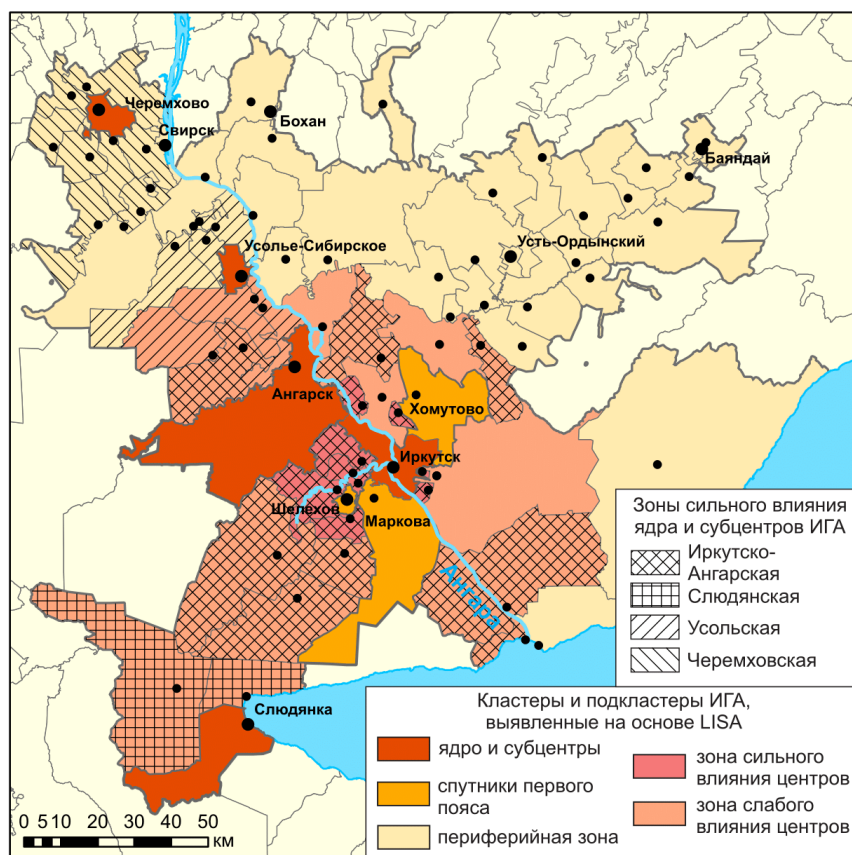 Черемхово
Свирск
Бохан
Баяндай
Усолье-Сибирское
Усть-Ордынский
Ангарск
Хомутово
Иркутск
Шелехов
Маркова
Ангара
Слюдянка
Зоны сильного влияния
ядра и субцентров ИГА
Иркутско-
Ангарская
Слюдянская
Усольская
Черемховская
Кластеры и подкластеры ИГА,
выявленные на основе LISA
ядро и субцентры
спутники первого
пояса
периферийная зона
зона сильного
влияния центров
зона слабого
влияния центров
0 5 10 20 30 40 50
км